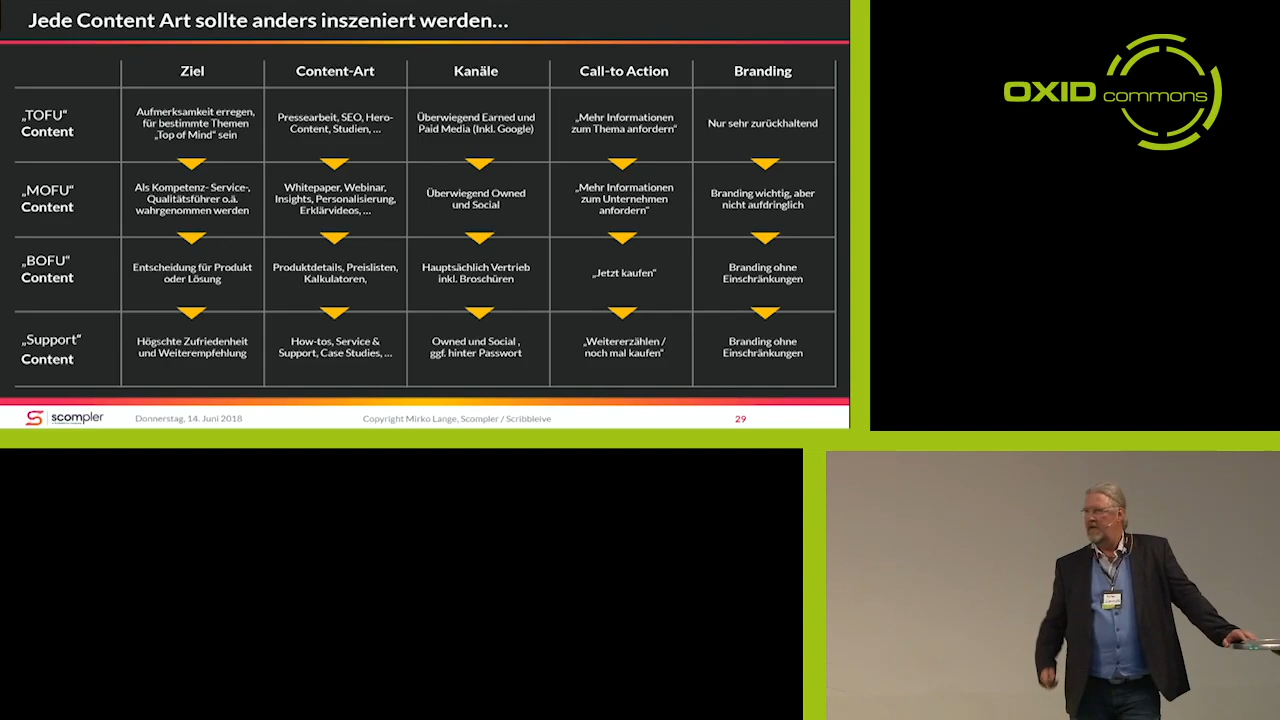 Jede Content Art sollte anders inszeniert werden...
Ziel
Content-Art
Kanäle
Call-to Action
Branding
„TOFU“
Content
Aufmerksamkeit erregen,
für bestimmte Themen
„Top of Mind“ sein
Pressearbeit, SEO, Hero-
Content, Studien, ...
Überwiegend Earned und
Paid Media (Inkl. Google)
„Mehr Informationen
zum Thema anfordern“
Nur sehr zurückhaltend
„MOFU“
Content
Als Kompetenz- Service-,
Qualitätsführer o.ä.
wahrgenommen werden
Whitepaper, Webinar,
Insights, Personalisierung,
Erklärvideos, ...
Überwiegend Owned
und Social
„Mehr Informationen
zum Unternehmen
anfordern“
Branding wichtig, aber
nicht aufdringlich
„BOFU“
Content
Entscheidung für Produkt
oder Lösung
Produktdetails, Preislisten,
Kalkulatoren,
Hauptsächlich Vertrieb
inkl. Broschüren
„Jetzt kaufen“
Branding ohne
Einschränkungen
„Support“
Content
Högschte Zufriedenheit
und Weiterempfehlung
How-tos, Service &
Support, Case Studies, ...
Owned und Social ,
ggf. hinter Passwort
„Weitererzählen /
noch mal kaufen“
Branding ohne
Einschränkungen
scompler
Donnerstag, 14. Juni 2018
Copyright Mirko Lange, Scompler / Scribbleive
29
OXID commons